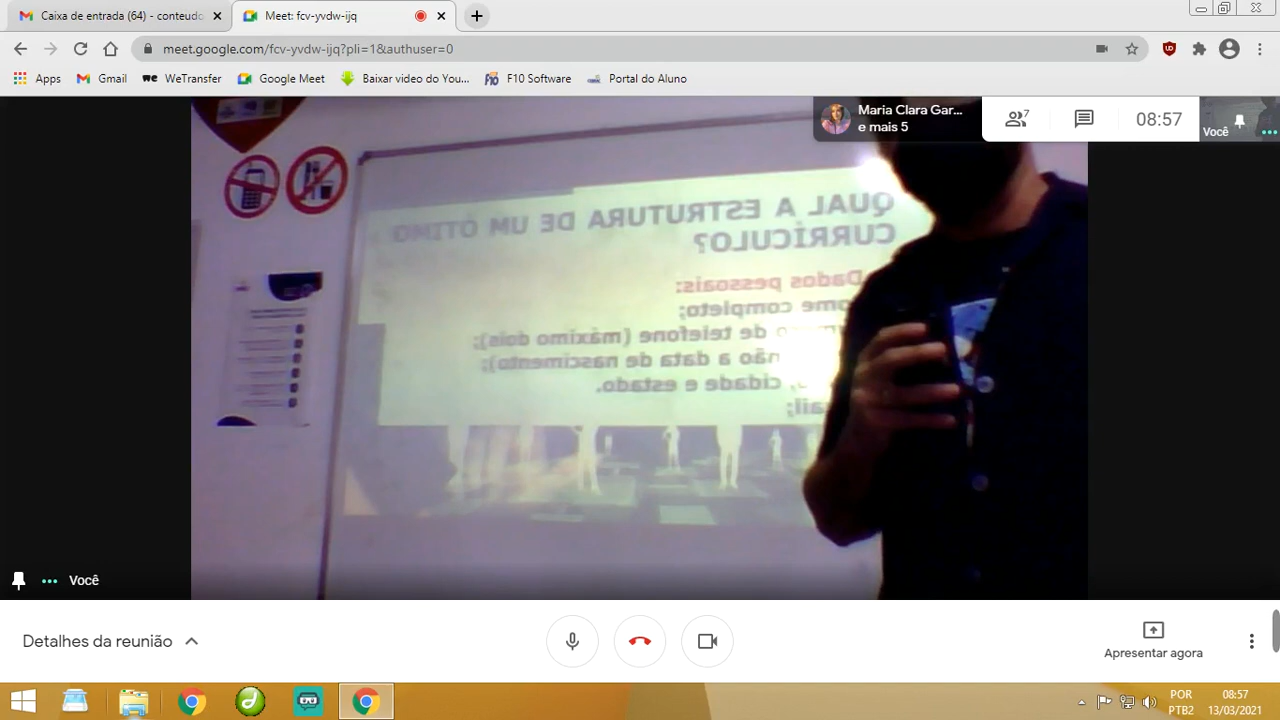 Caixa de entrada (64) - conteudo
Meet: fcv-yvdw-ijq
meet.google.com/fcv-yvdw-ijq?pli=1&authuser=0
Apps
Gmail
WeTransfer
Google Meet
Baixar video do You...
F10 Software
Portal do Aluno
Maria Clara Gar...
e mais 5
7
08:57
Você
QUAL A ESTRUTURA DE UM ÓTIMO
CURRÍCULO?
Dados pessoais:
ome completo;
de telefone (máximo dois);
não a data de nascimento);
, cidade e estado.
ail;
Você
Detalhes da reunião
Apresentar agora
POR
PTB2
08:57
13/03/2021